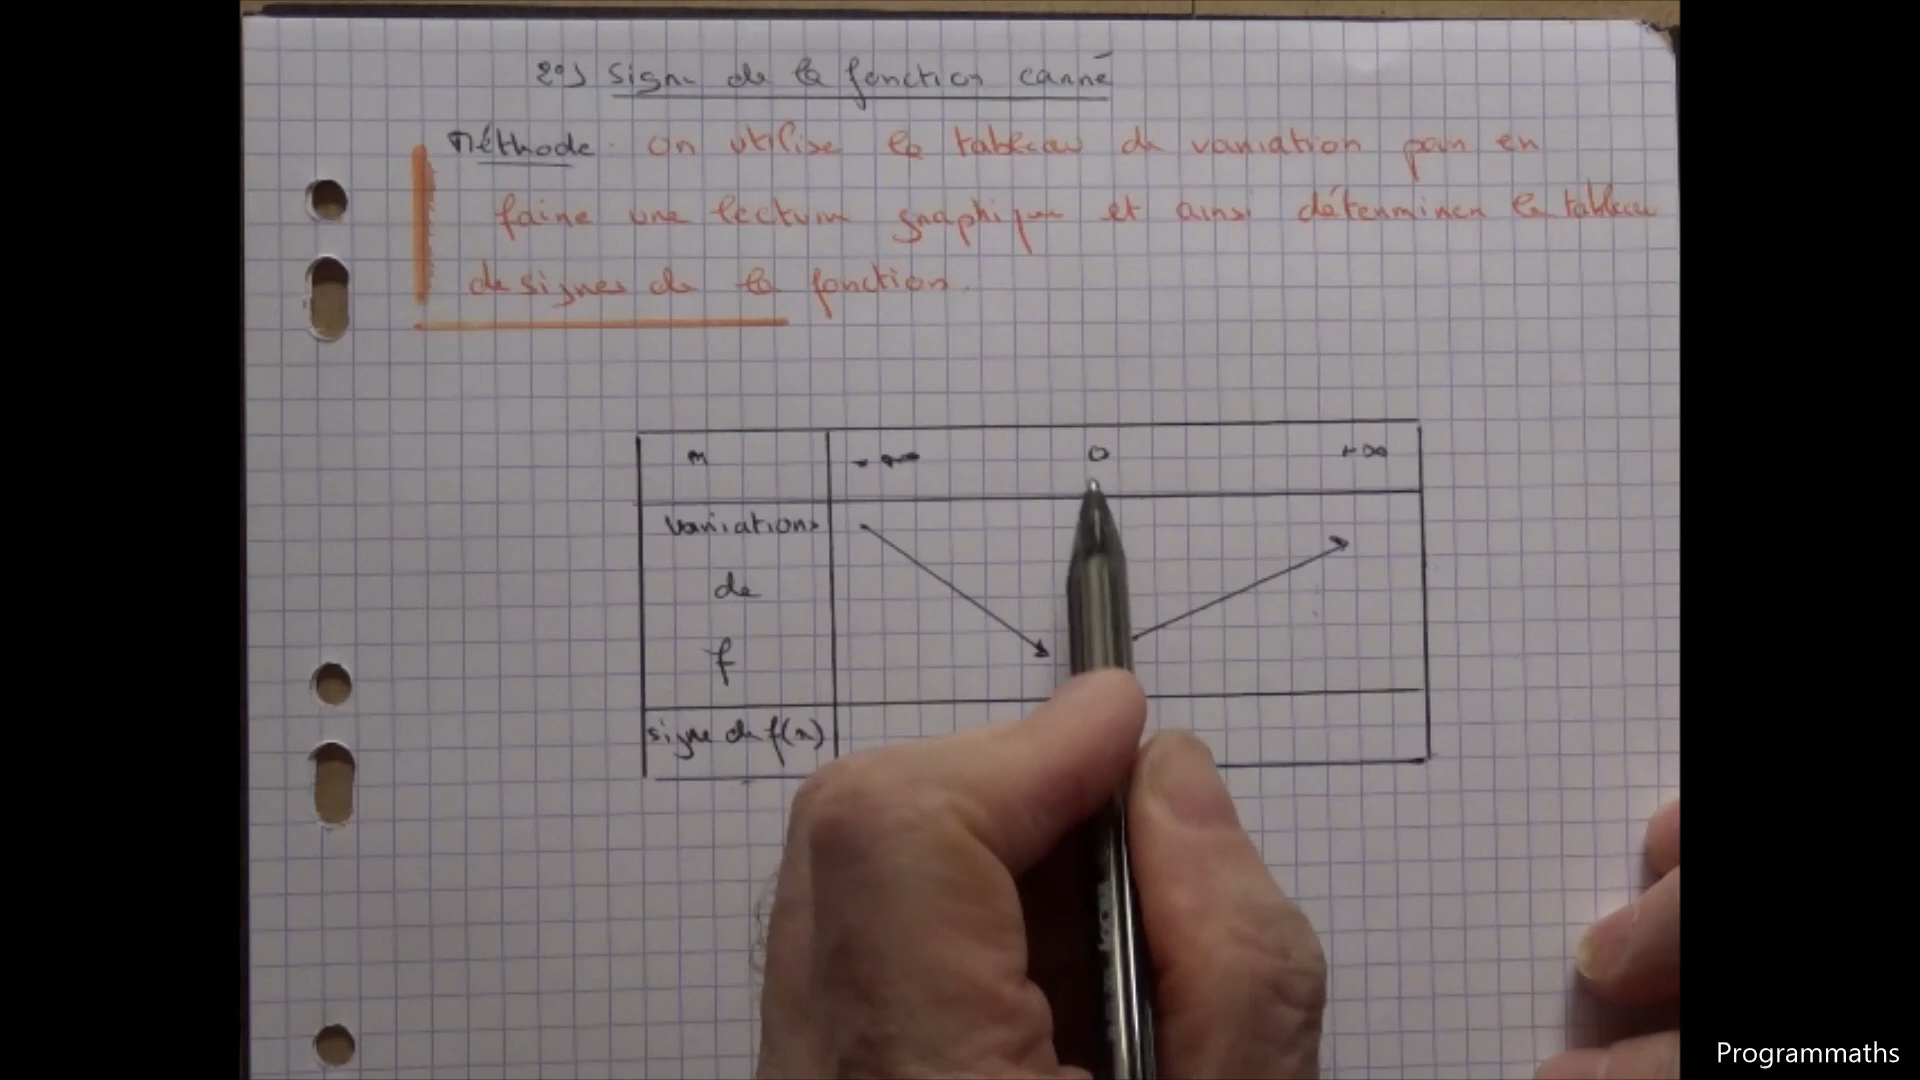 2°) Signe de la fonction carré
Méthode : On utilise le tableau de variation pour en
faire une lecture graphique et ainsi déterminer le tableau
de signes de la fonction.
x -∞ 0 +∞
variations
de
f
signe de f(x)
Programmaths